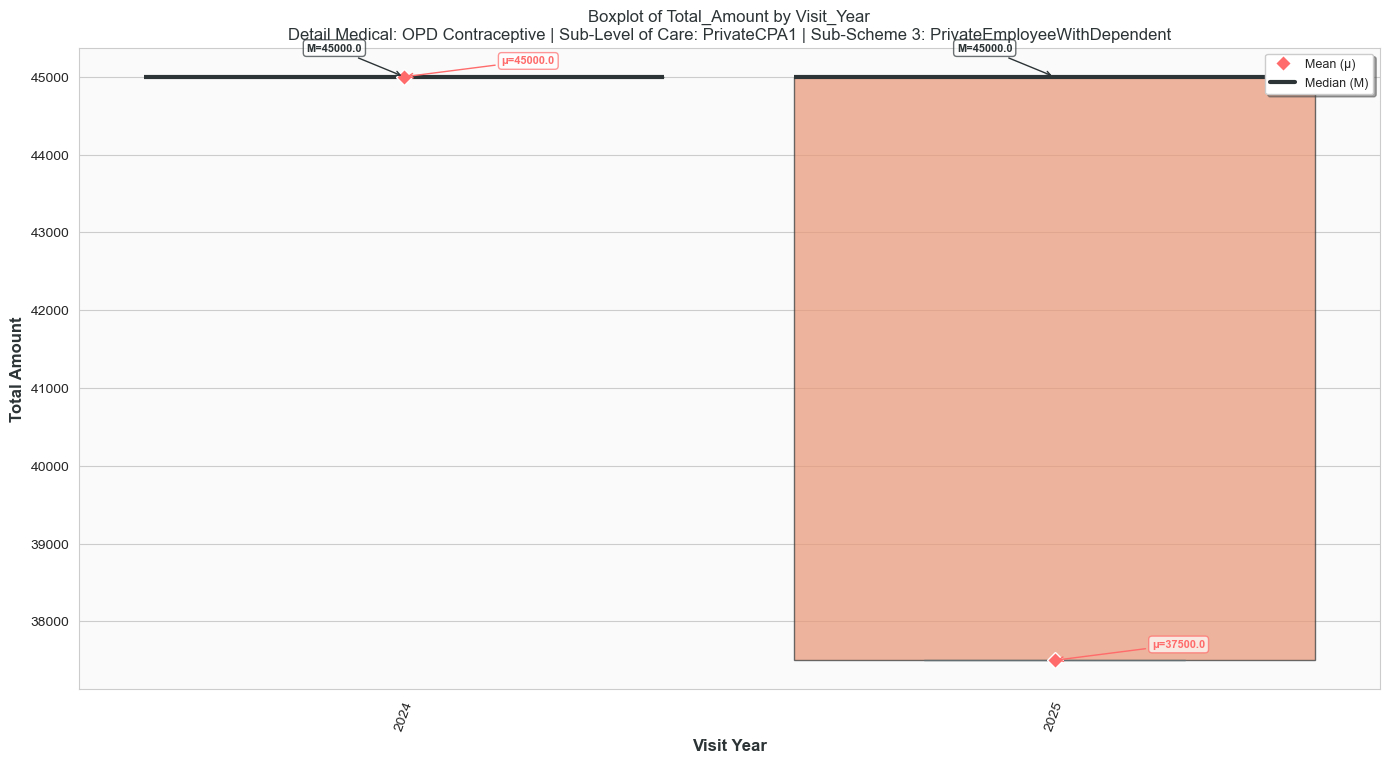 Boxplot of Total_Amount by Visit_Year
Detail Medical: OPD Contraceptive | Sub-Level of Care: PrivateCPA1 | Sub-Scheme 3: PrivateEmployeeWithDependent
M=45000.0
μ=45000.0
M=45000.0
Mean (μ)
Median (M)
45000
44000
43000
42000
41000
40000
39000
38000
μ=37500.0
Total Amount
2024
2025
Visit Year